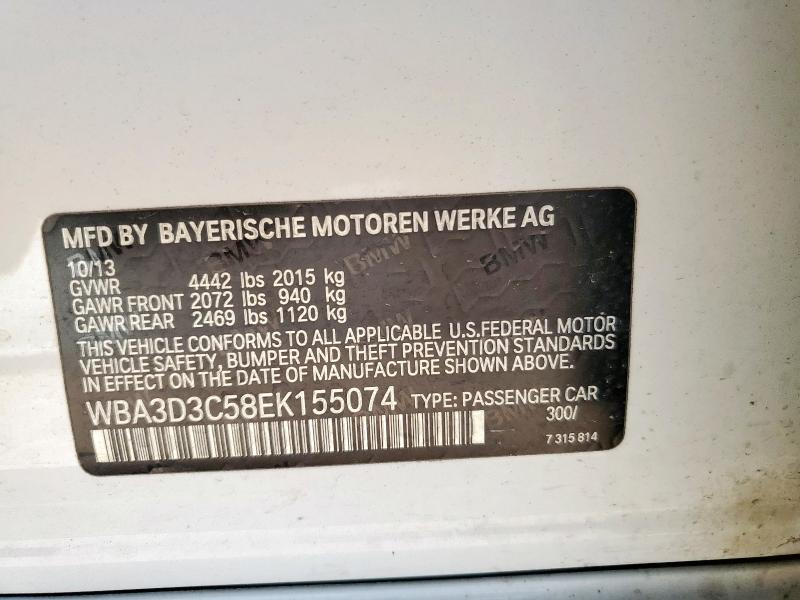 MFD BY BAYERISCHE MOTOREN WERKE AG
10/13
GVWR 4442 lbs 2015 kg
GAWR FRONT 2072 lbs 940 kg
GAWR REAR 2469 lbs 1120 kg
THIS VEHICLE CONFORMS TO ALL APPLICABLE U.S.FEDERAL MOTOR
VEHICLE SAFETY, BUMPER AND THEFT PREVENTION STANDARDS
IN EFFECT ON THE DATE OF MANUFACTURE SHOWN ABOVE.
WBA3D3C58EK155074 TYPE: PASSENGER CAR
300/
7 315 814
BMW
BMW
BMW